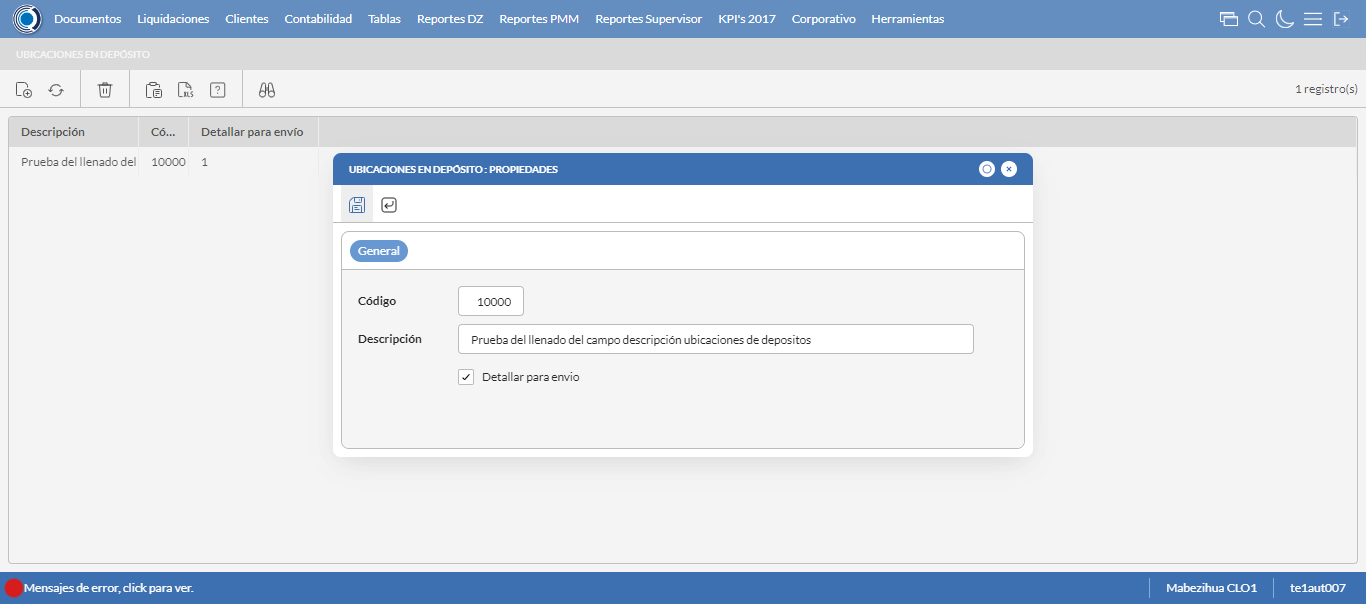 Documentos Liquidaciones Clientes Contabilidad Tablas Reportes DZ Reportes PMM Reportes Supervisor KPI's 2017 Corporativo Herramientas
UBICACIONES EN DEPÓSITO
XLS ? 1 registro(s)
Descripción Có... Detallar para envío
Prueba del llenado del 10000 1
UBICACIONES EN DEPÓSITO : PROPIEDADES
General
Código 10000
Descripción Prueba del llenado del campo descripción ubicaciones de depositos
Detallar para envio
Mensajes de error, click para ver. Mabezihua CLO1 te1aut007